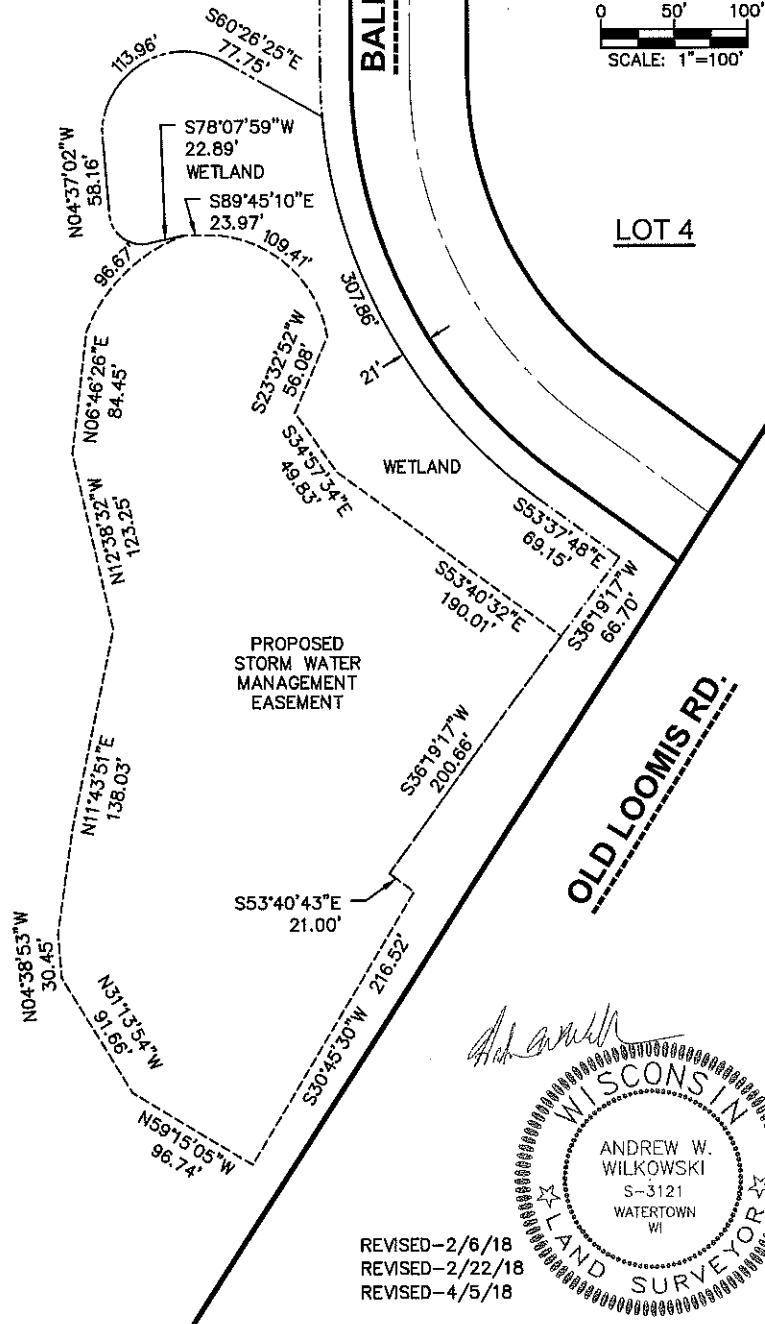 0 50' 100'
SCALE: 1"=100'
S60°26'25"E
77.75'
113.96'
S78°07'59"W
22.89'
WETLAND
N04°37'02"W
58.16'
S89°45'10"E
23.97'
LOT 4
96.67'
109.41'
307.86'
21'
N06°46'26"E
84.45'
S23°32'52"W
56.08'
S34°57'34"E
49.83'
WETLAND
N12°38'32"W
123.25'
S53°37'48"E
69.15'
S53°40'32"E
190.01'
S36°19'17"W
66.70'
PROPOSED
STORM WATER
MANAGEMENT
EASEMENT
S36°19'17"W
200.66'
OLD LOOMIS RD.
N11°43'51"E
138.03'
S53°40'43"E
21.00'
N04°38'53"W
30.45'
N31°13'54"W
91.66'
S30°45'30"W 216.52'
N59°15'05"W
96.74'
WISCONSIN
ANDREW W.
WILKOWSKI
S-3121
WATERTOWN
WI
LAND SURVEYOR
REVISED-2/6/18
REVISED-2/22/18
REVISED-4/5/18